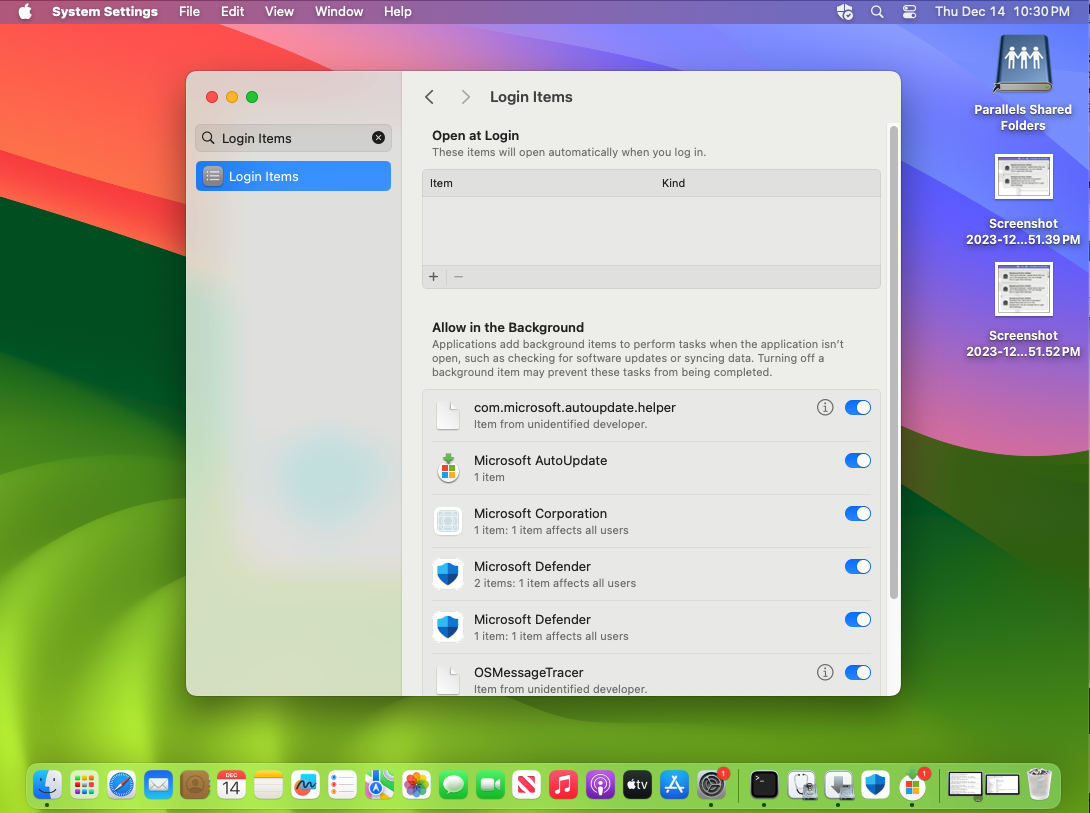 System Settings File Edit View Window Help Thu Dec 14 10:30 PM
Login Items
Login Items
Login Items
Open at Login
These items will open automatically when you log in.
Item Kind
Allow in the Background
Applications add background items to perform tasks when the application isn't
open, such as checking for software updates or syncing data. Turning off a
background item may prevent these tasks from being completed.
com.microsoft.autoupdate.helper
Item from unidentified developer.
Microsoft AutoUpdate
1 item
Microsoft Corporation
1 item: 1 item affects all users
Microsoft Defender
2 items: 1 item affects all users
Microsoft Defender
1 item: 1 item affects all users
OSMessageTracer
Item from unidentified developer.
Parallels Shared
Folders
Screenshot
2023-12...51.39 PM
Screenshot
2023-12...51.52 PM
DEC
14
tv
1
1